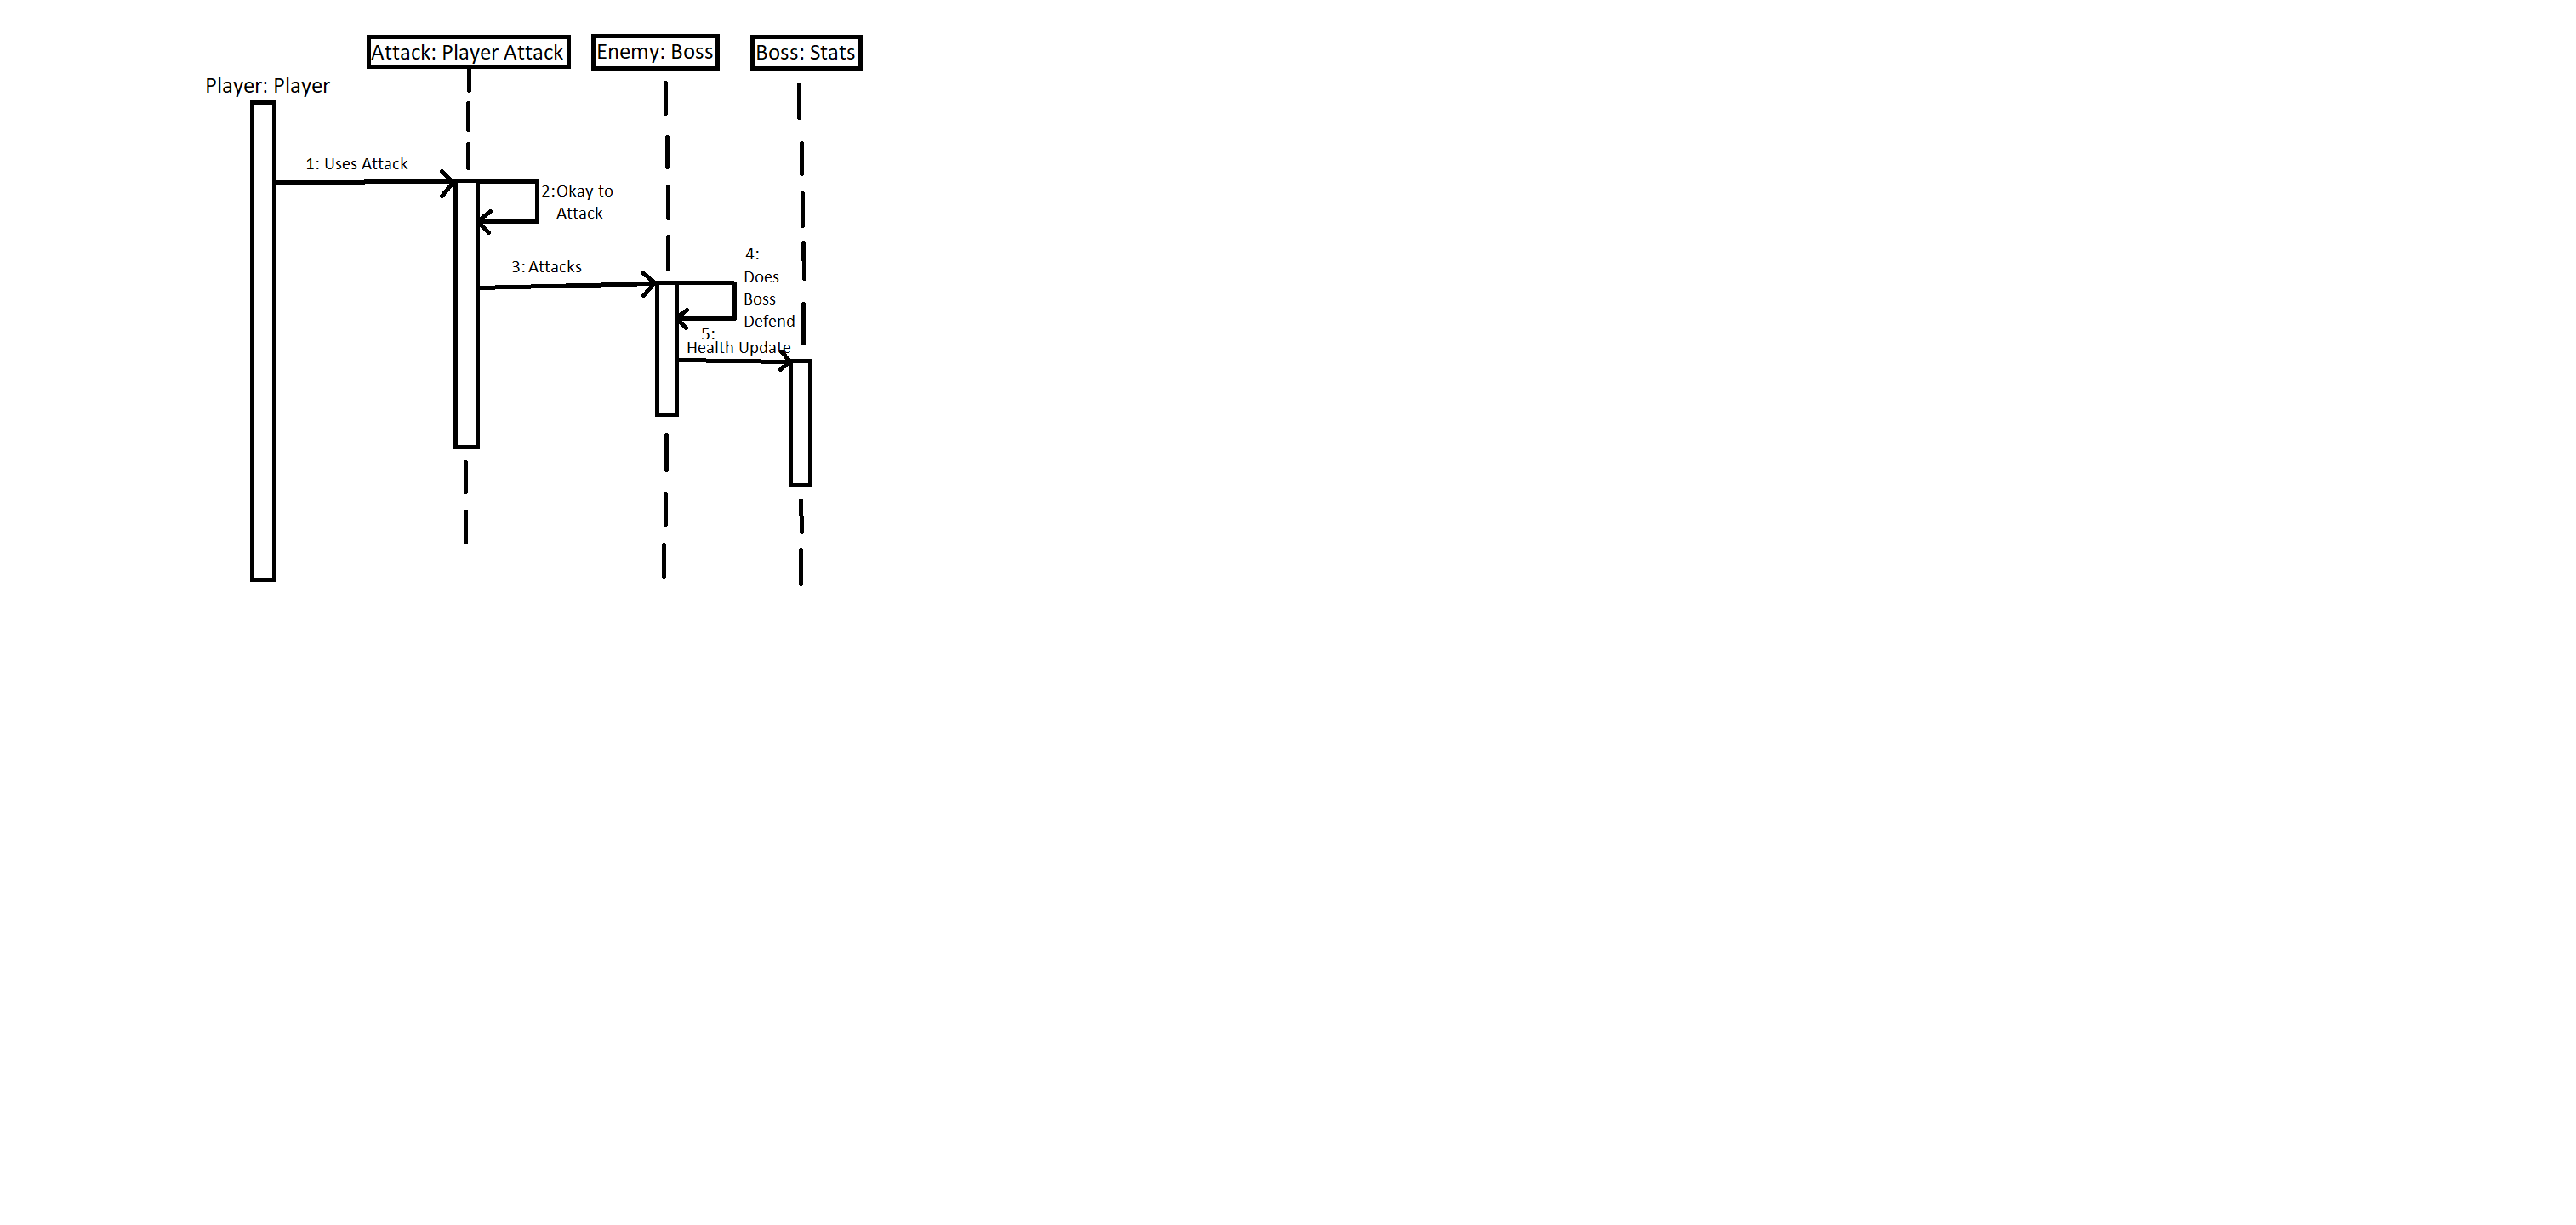 Attack: Player Attack
Enemy: Boss
Boss: Stats
Player: Player
1: Uses Attack
2:Okay to
Attack
3: Attacks
4:
Does
Boss
Defend
5:
Health Update